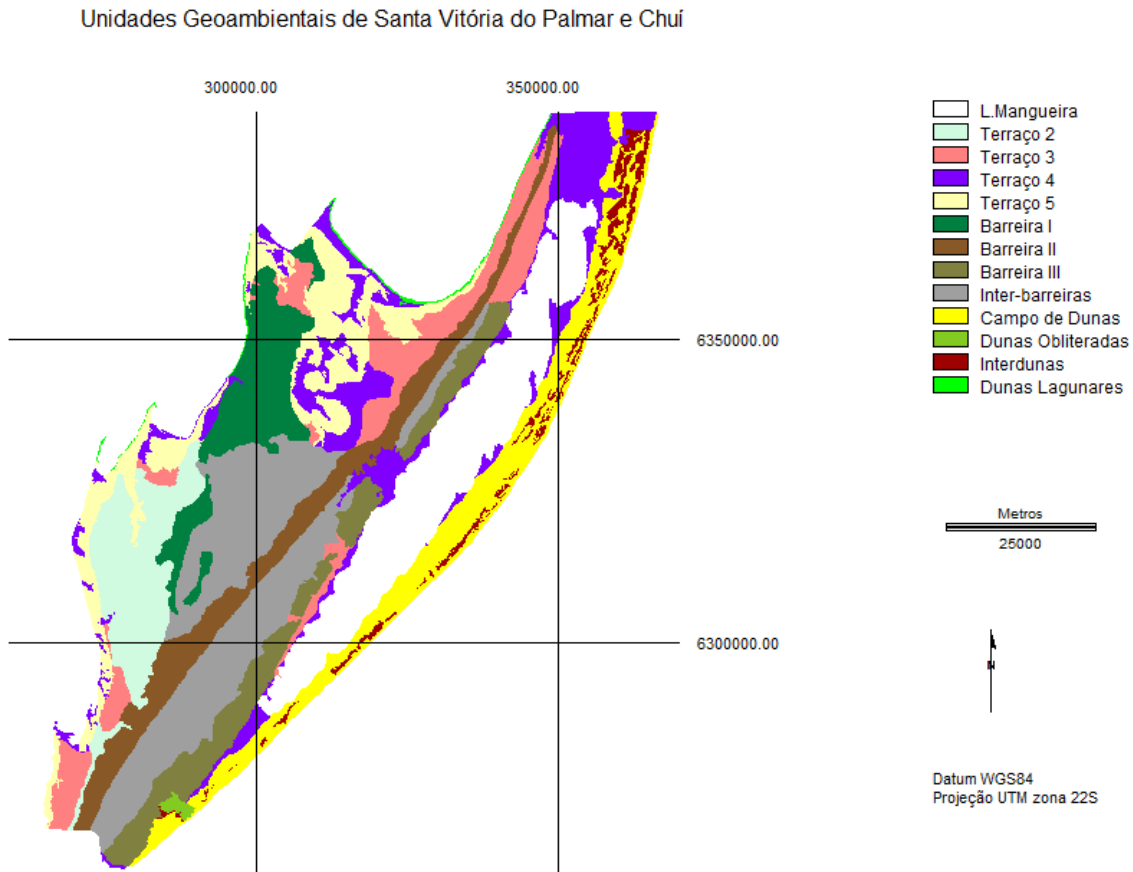 Unidades Geoambientais de Santa Vitória do Palmar e Chuí
300000.00
350000.00
L.Mangueira
Terraço 2
Terraço 3
Terraço 4
Terraço 5
Barreira I
Barreira II
Barreira III
Inter-barreiras
Campo de Dunas
Dunas Obliteradas
Interdunas
Dunas Lagunares
6350000.00
Metros
25000
6300000.00
N
Datum WGS84
Projeção UTM zona 22S